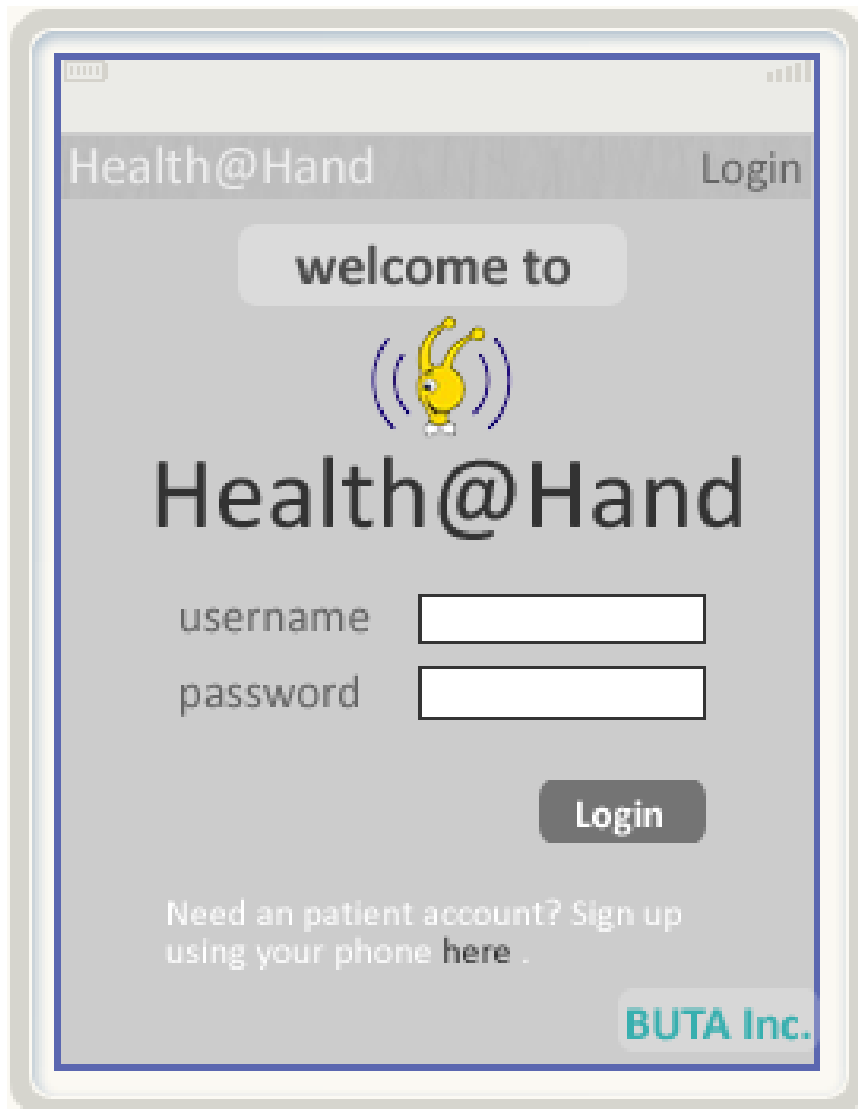 Health@Hand Login
welcome to
Health@Hand
username
password
Login
Need an patient account? Sign up
using your phone here .
BUTA Inc.